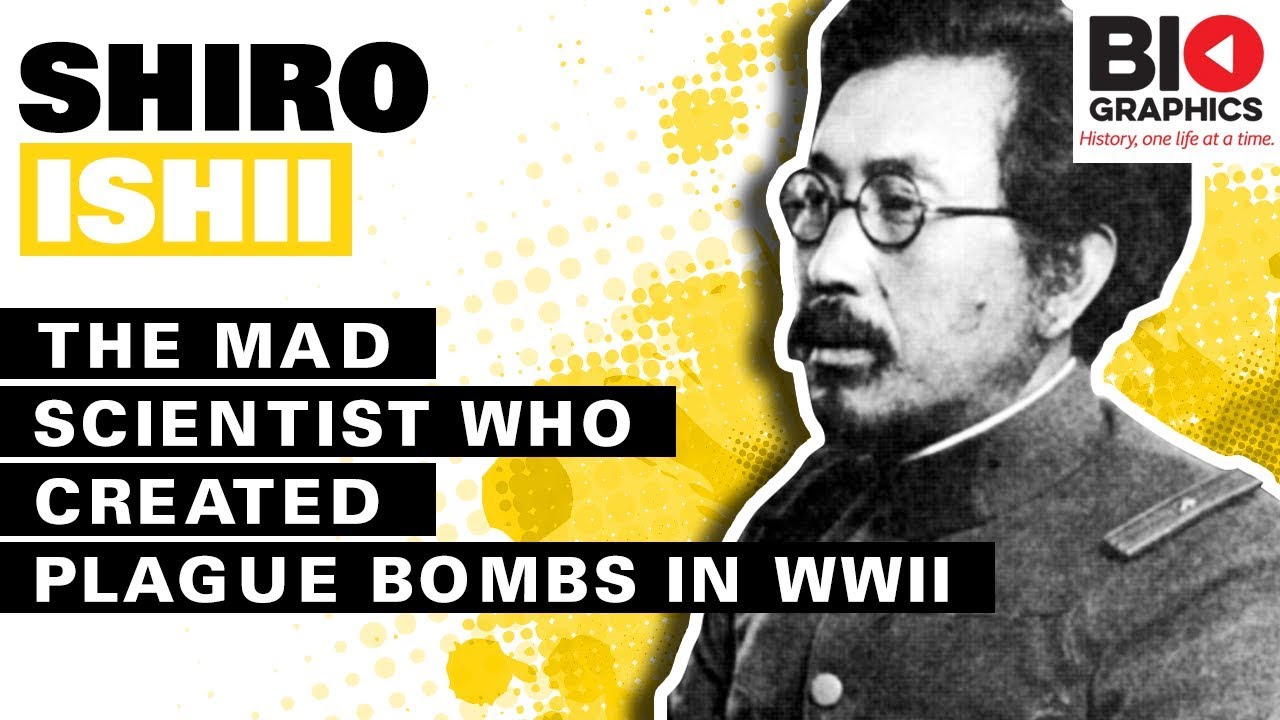 SHIRO
ISHII
THE MAD
SCIENTIST WHO
CREATED
PLAGUE BOMBS IN WWII
BIO
GRAPHICS
History, one life at a time.